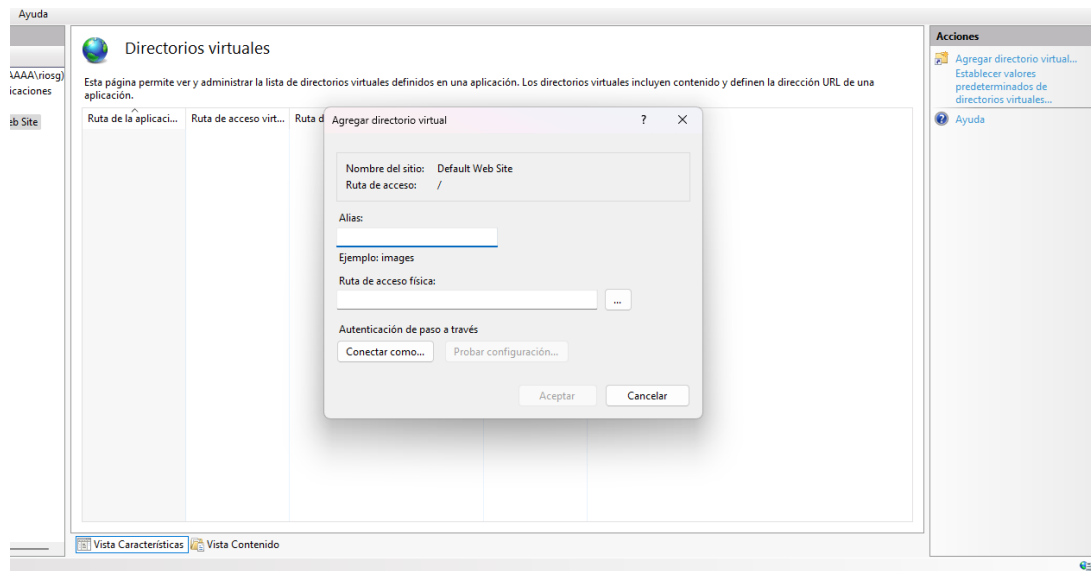 Ayuda
AAAA\riosg)
icaciones
eb Site
Directorios virtuales
Esta página permite ver y administrar la lista de directorios virtuales definidos en una aplicación. Los directorios virtuales incluyen contenido y definen la dirección URL de una
aplicación.
Ruta de la aplicaci... Ruta de acceso virt... Ruta d
Agregar directorio virtual ?
Nombre del sitio: Default Web Site
Ruta de acceso: /
Alias:
Ejemplo: images
Ruta de acceso física:
...
Autenticación de paso a través
Conectar como... Probar configuración...
Aceptar Cancelar
Vista Características Vista Contenido
Acciones
Agregar directorio virtual...
Establecer valores
predeterminados de
directorios virtuales...
Ayuda